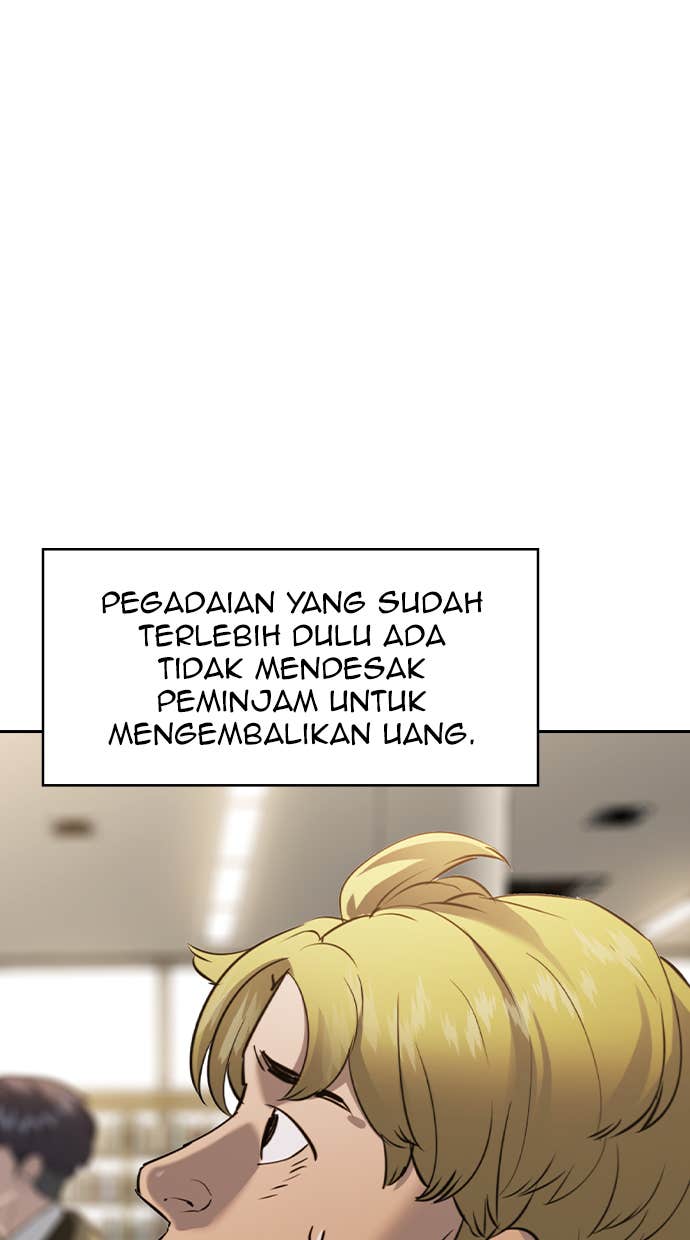 PEGADAIAN YANG SUDAH
TERLEBIH DULU ADA
TIDAK MENDESAK
PEMINJAM UNTUK
MENGEMBALIKAN UANG.